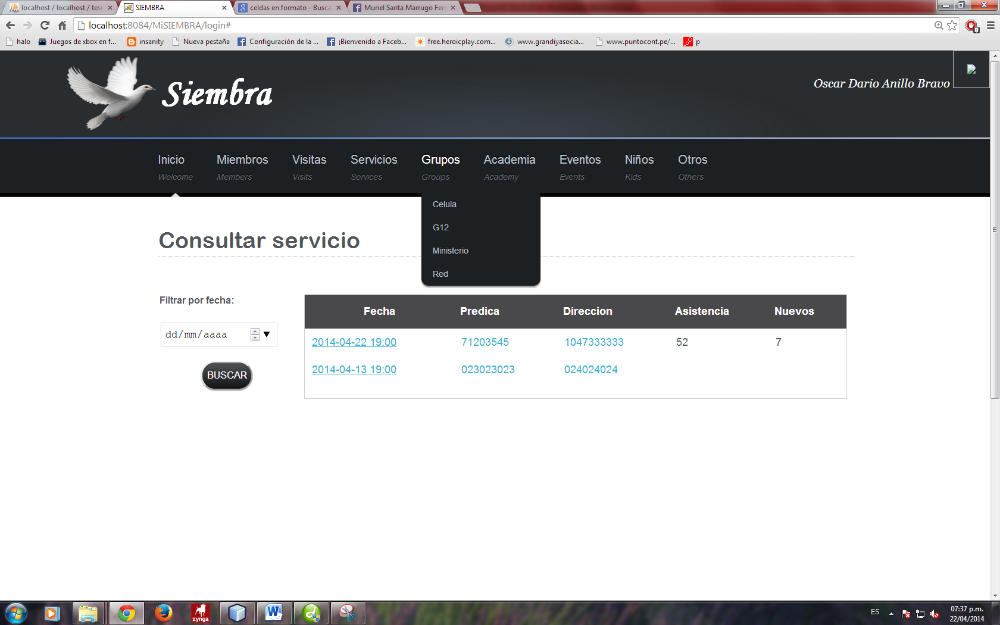 localhost / localhost / tesi
SIEMBRA
celdas en formato - Busca
Muriel Sarita Marrugo Fer
localhost:8084/MiSIEMBRA/login#
8
halo
Juegos de xbox en f...
insanity
Nueva pestaña
Configuración de la ...
¡Bienvenido a Faceb...
free.heroicplay.com...
www.grandiyasocia...
www.puntocont.pe/...
p
Siembra
Oscar Dario Anillo Bravo
Inicio Miembros Visitas Servicios Grupos Academia Eventos Niños Otros
Welcome Members Visits Services Groups Academy Events Kids Others
Celula
G12
Ministerio
Red
Consultar servicio
Filtrar por fecha:
dd/mm/aaaa
BUSCAR
Fecha Predica Direccion Asistencia Nuevos
2014-04-22 19:00 71203545 1047333333 52 7
2014-04-13 19:00 023023023 024024024
zynga
ES
07:37 p.m.
22/04/2014